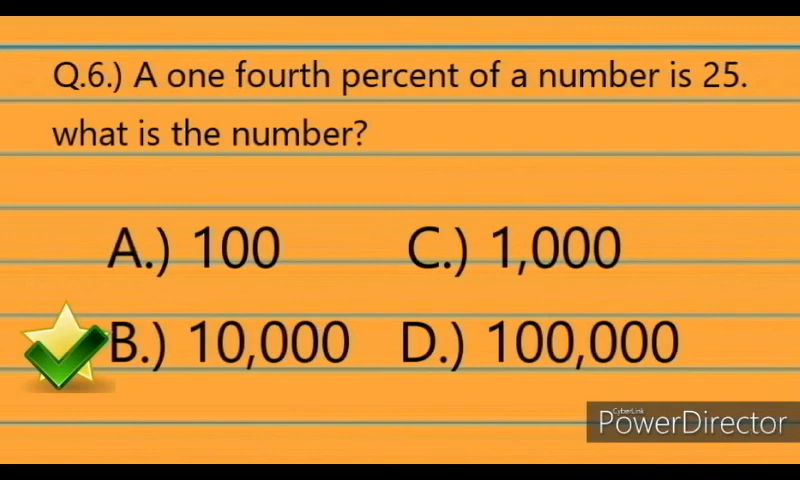 Q.6.) A one fourth percent of a number is 25.
what is the number?
A.) 100 C.) 1,000
B.) 10,000 D.) 100,000
CyberLink
PowerDirector